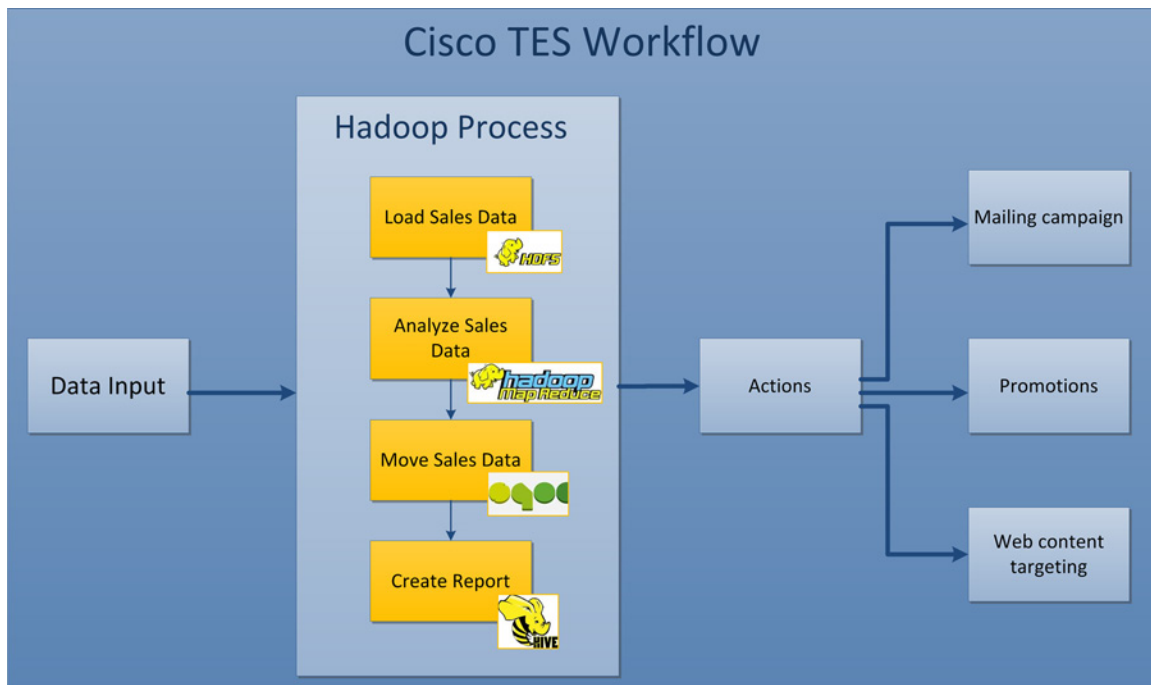 Cisco TES Workflow
Hadoop Process
Load Sales Data
HDFS
Analyze Sales
Data
hadoop
Map Reduce
Move Sales Data
Create Report
HIVE
Data Input
Actions
Mailing campaign
Promotions
Web content
targeting